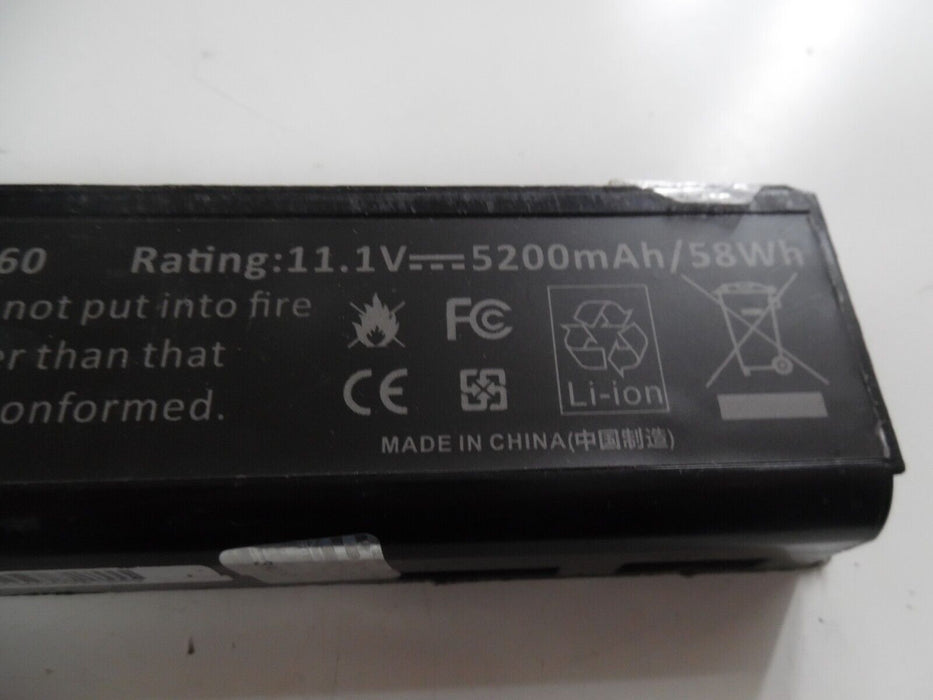 60 Rating:11.1V⎓5200mAh/58Wh
not put into fire
er than that
onformed.
FC
CE
Li-ion
MADE IN CHINA(中国制造)